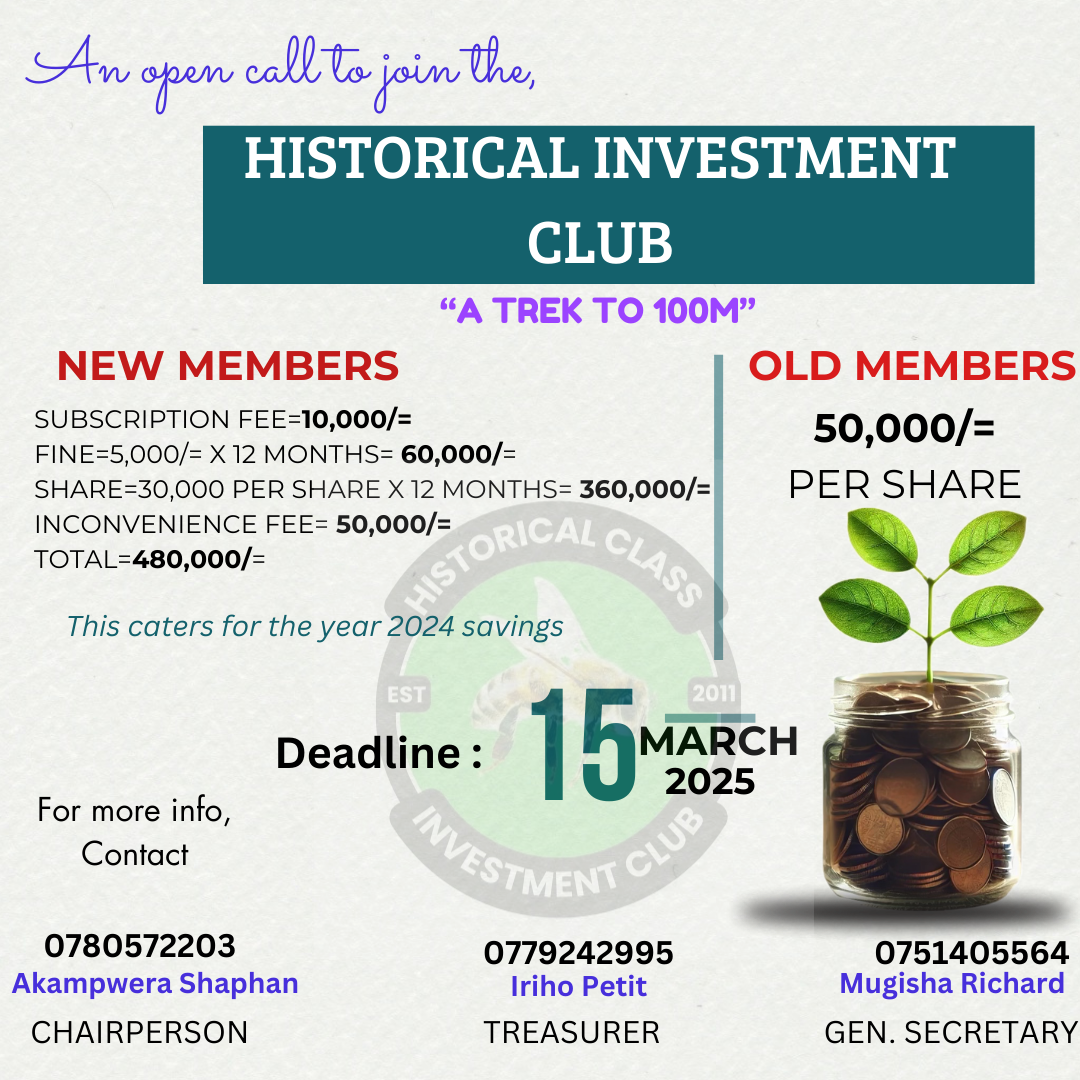 An open call to join the,
HISTORICAL INVESTMENT
CLUB
“A TREK TO 100M”
NEW MEMBERS
SUBSCRIPTION FEE=10,000/=
FINE=5,000/= X 12 MONTHS= 60,000/=
SHARE=30,000 PER SHARE X 12 MONTHS= 360,000/=
INCONVENIENCE FEE= 50,000/=
TOTAL=480,000/=
This caters for the year 2024 savings
OLD MEMBERS
50,000/=
PER SHARE
HISTORICAL CLASS
EST
2011
INVESTMENT CLUB
Deadline :
15
MARCH
2025
For more info,
Contact
0780572203
Akampwera Shaphan
CHAIRPERSON
0779242995
Iriho Petit
TREASURER
0751405564
Mugisha Richard
GEN. SECRETARY